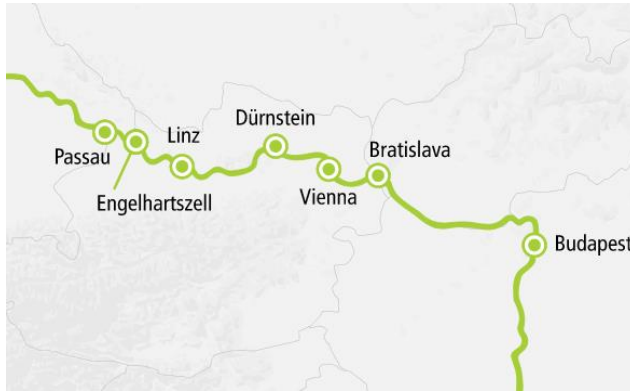 Passau
Engelhartszell
Linz
Dürnstein
Vienna
Bratislava
Budapest